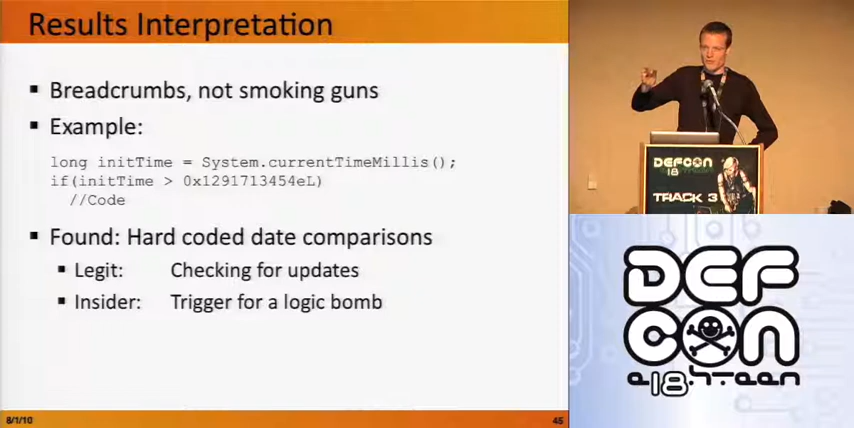 Results Interpretation
▪ Breadcrumbs, not smoking guns
▪ Example:
long initTime = System.currentTimeMillis();
if(initTime > 0x1291713454eL)
//Code
▪ Found: Hard coded date comparisons
▪ Legit: Checking for updates
▪ Insider: Trigger for a logic bomb
8/1/10
45
DEFCON
18
TRACK 3
DEF
CON
e18hteen